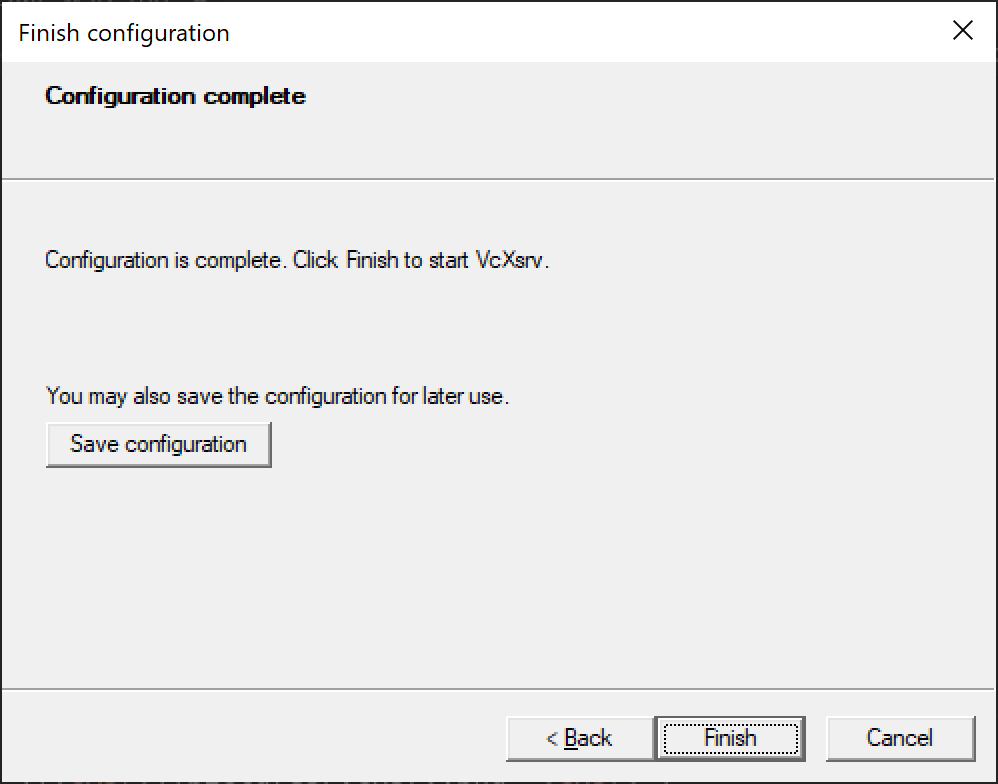 Finish configuration
Configuration complete
Configuration is complete. Click Finish to start VcXsrv.
You may also save the configuration for later use.
Save configuration
< Back
Finish
Cancel